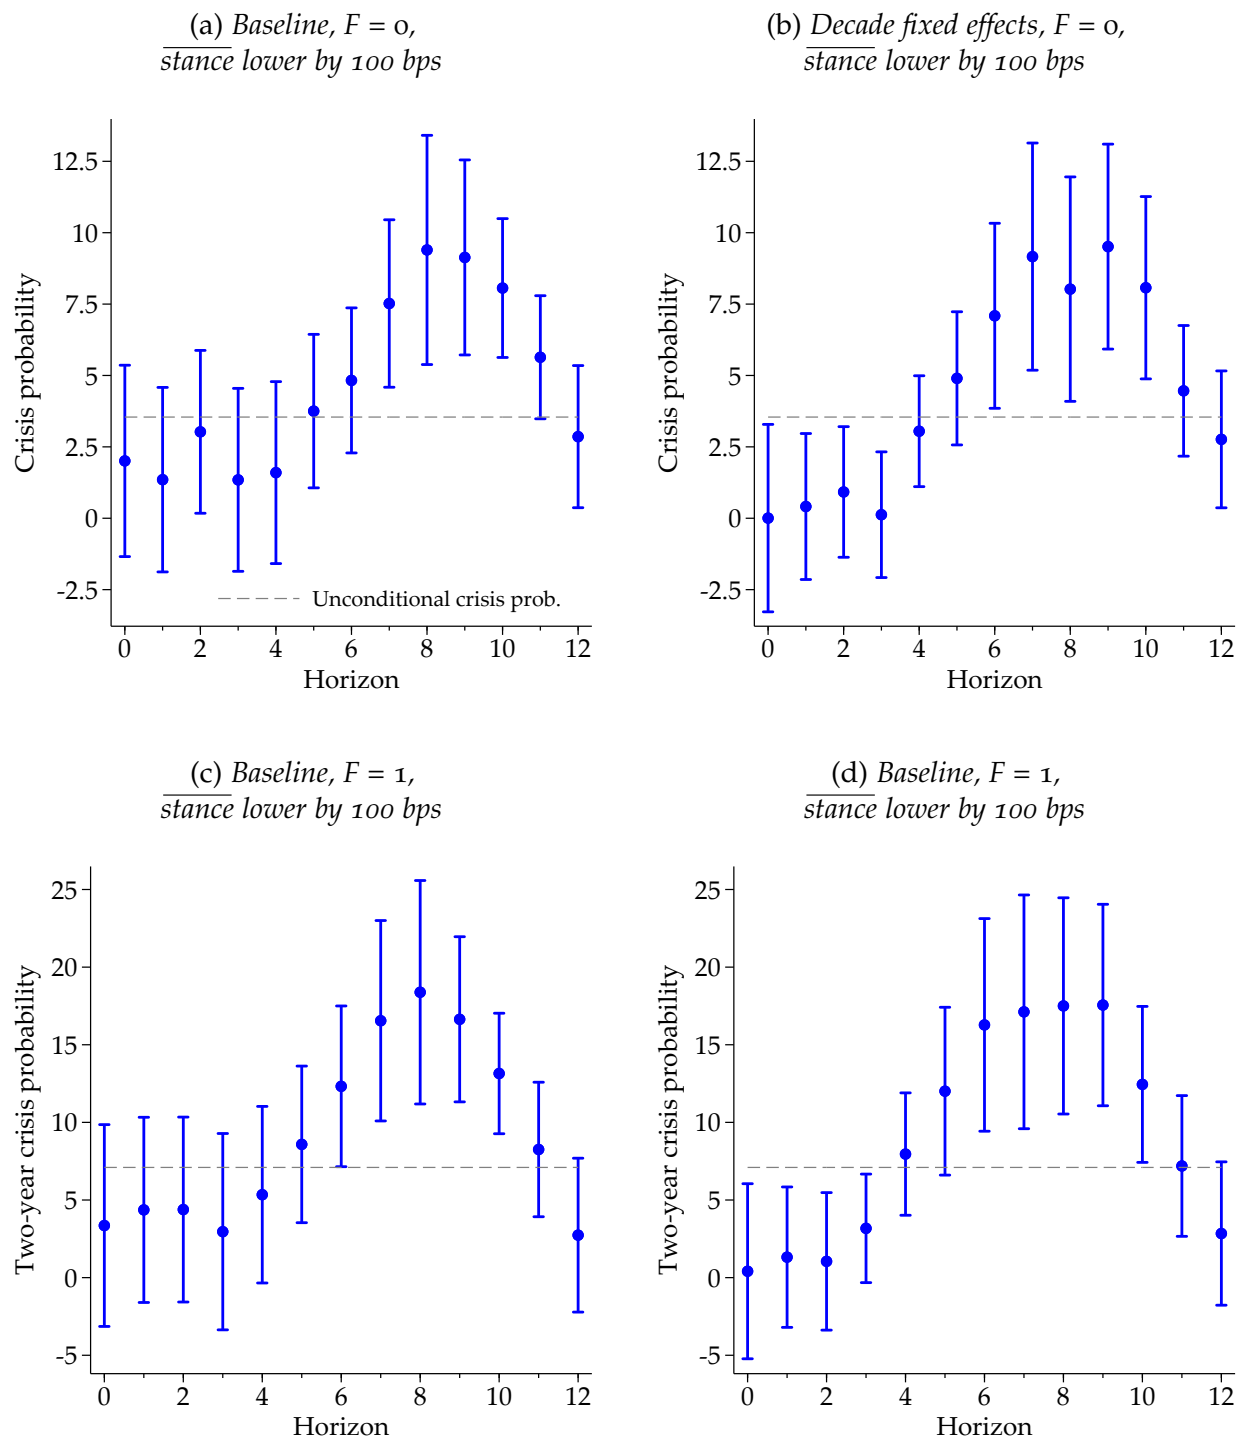 (a) Baseline, F = 0,
stance lower by 100 bps
12.5
10
7.5
5
2.5
0
-2.5
Crisis probability
Unconditional crisis prob.
0 2 4 6 8 10 12
Horizon
(b) Decade fixed effects, F = 0,
stance lower by 100 bps
12.5
10
7.5
5
2.5
0
-2.5
Crisis probability
0 2 4 6 8 10 12
Horizon
(c) Baseline, F = 1,
stance lower by 100 bps
25
20
15
10
5
0
-5
Two-year crisis probability
0 2 4 6 8 10 12
Horizon
(d) Baseline, F = 1,
stance lower by 100 bps
25
20
15
10
5
0
-5
Two-year crisis probability
0 2 4 6 8 10 12
Horizon